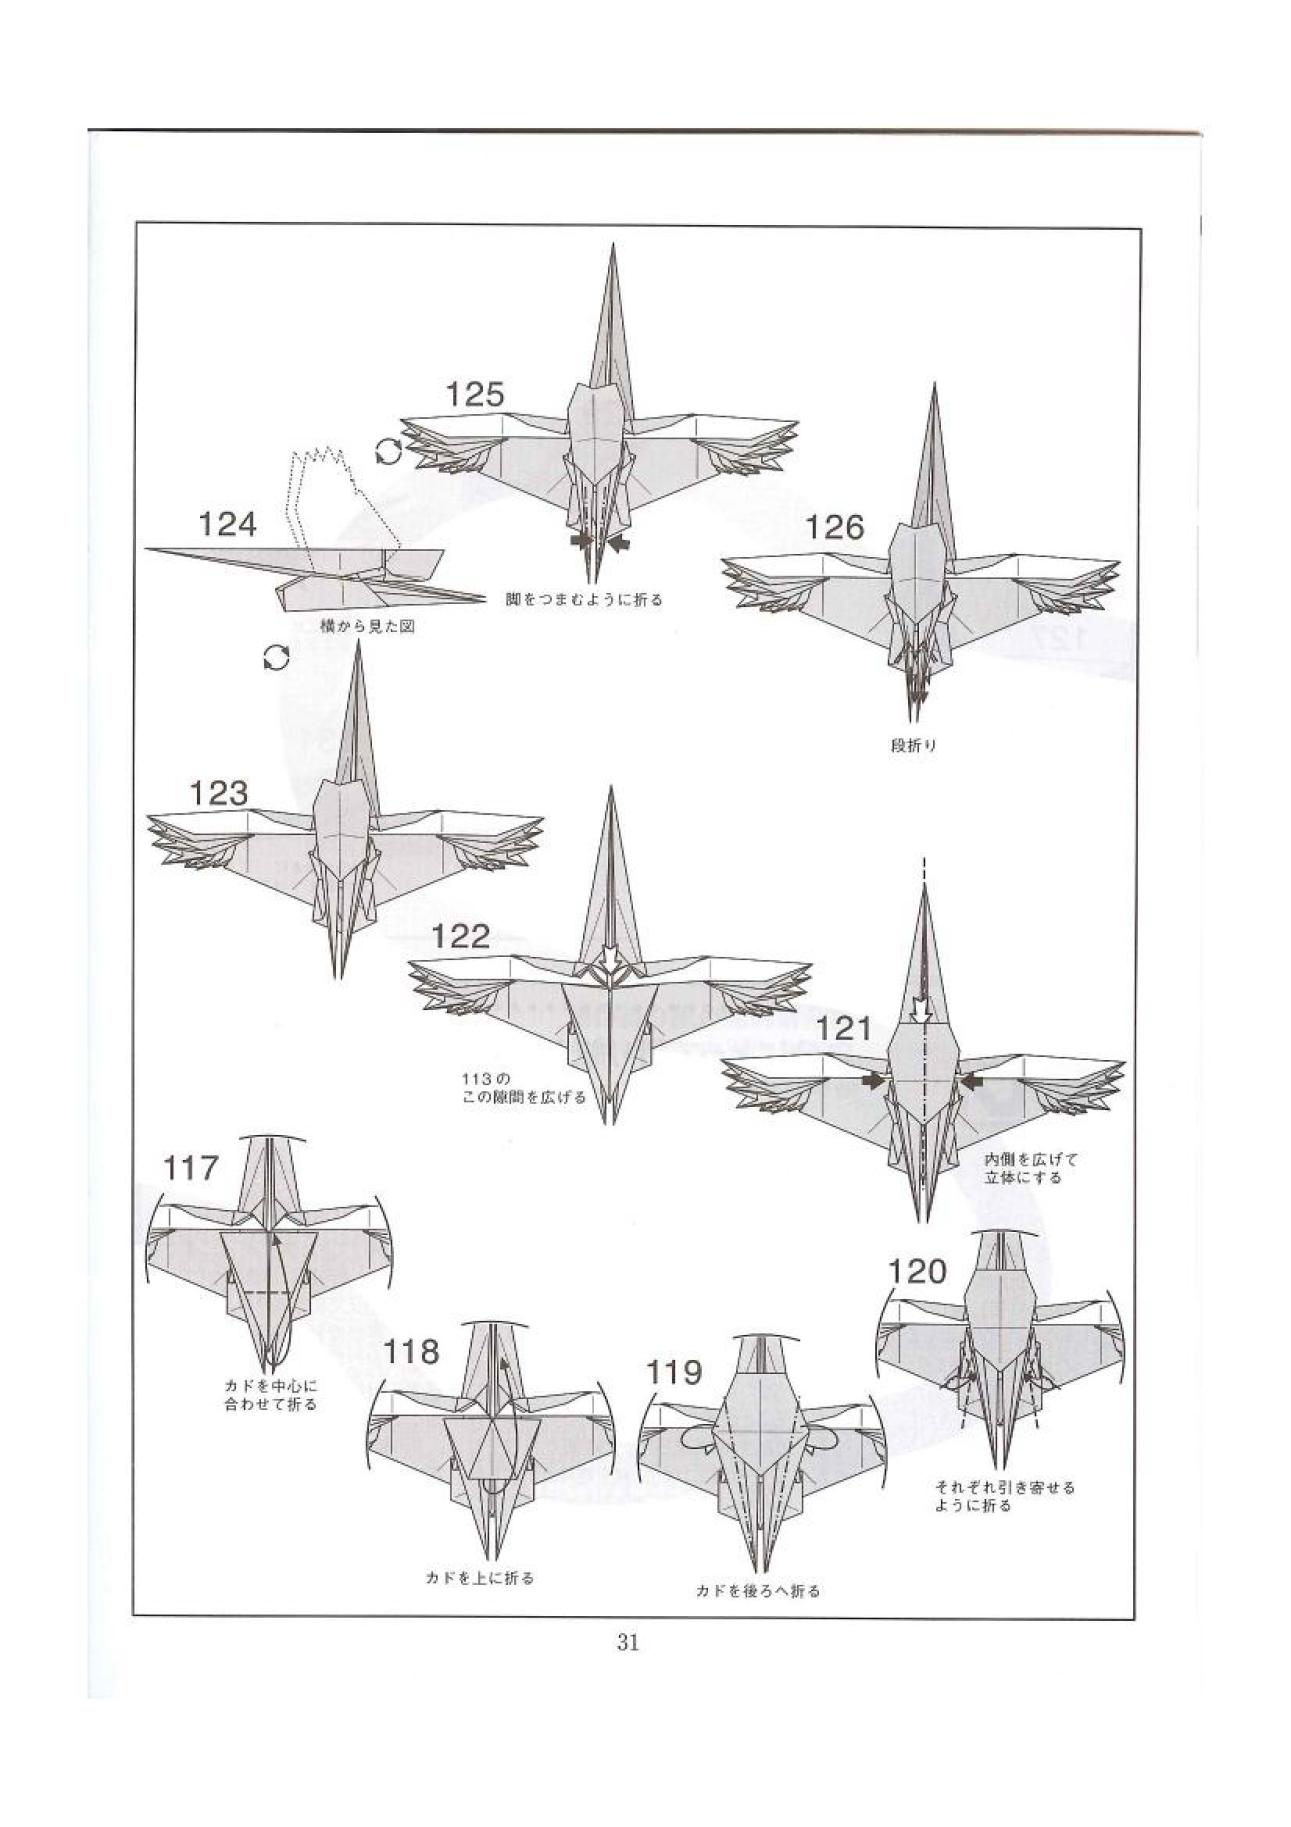 125
124
横から見た図
脚をつまむように折る
126
段折り
123
122
113の
この隙間を広げる
121
内側を広げて
立体にする
117
カドを中心に
合わせて折る
118
カドを上に折る
119
カドを後ろへ折る
120
それぞれ引き寄せる
ように折る
31